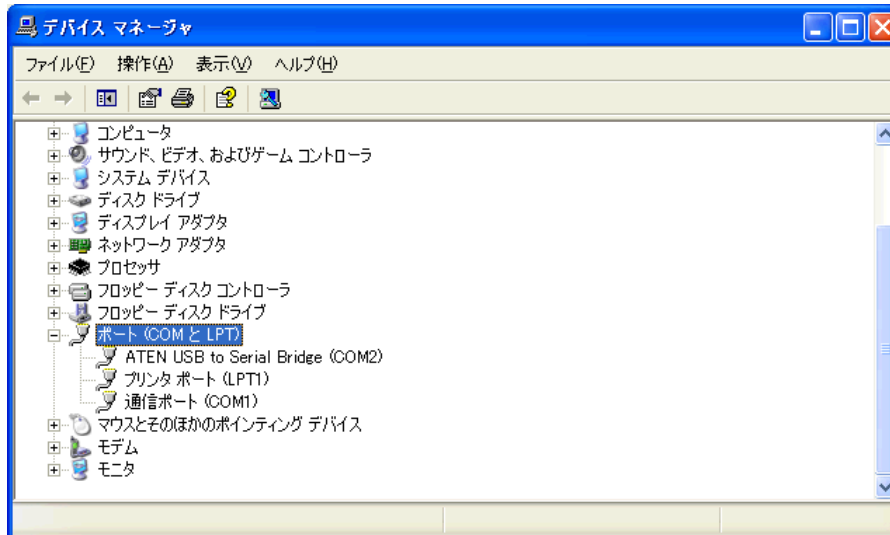 デバイス マネージャ
ファイル(F) 操作(A) 表示(V) ヘルプ(H)
コンピュータ
サウンド、ビデオ、およびゲーム コントローラ
システム デバイス
ディスク ドライブ
ディスプレイ アダプタ
ネットワーク アダプタ
プロセッサ
フロッピー ディスク コントローラ
フロッピー ディスク ドライブ
ポート (COM と LPT)
ATEN USB to Serial Bridge (COM2)
プリンタ ポート (LPT1)
通信ポート (COM1)
マウスとそのほかのポインティング デバイス
モデム
モニタ